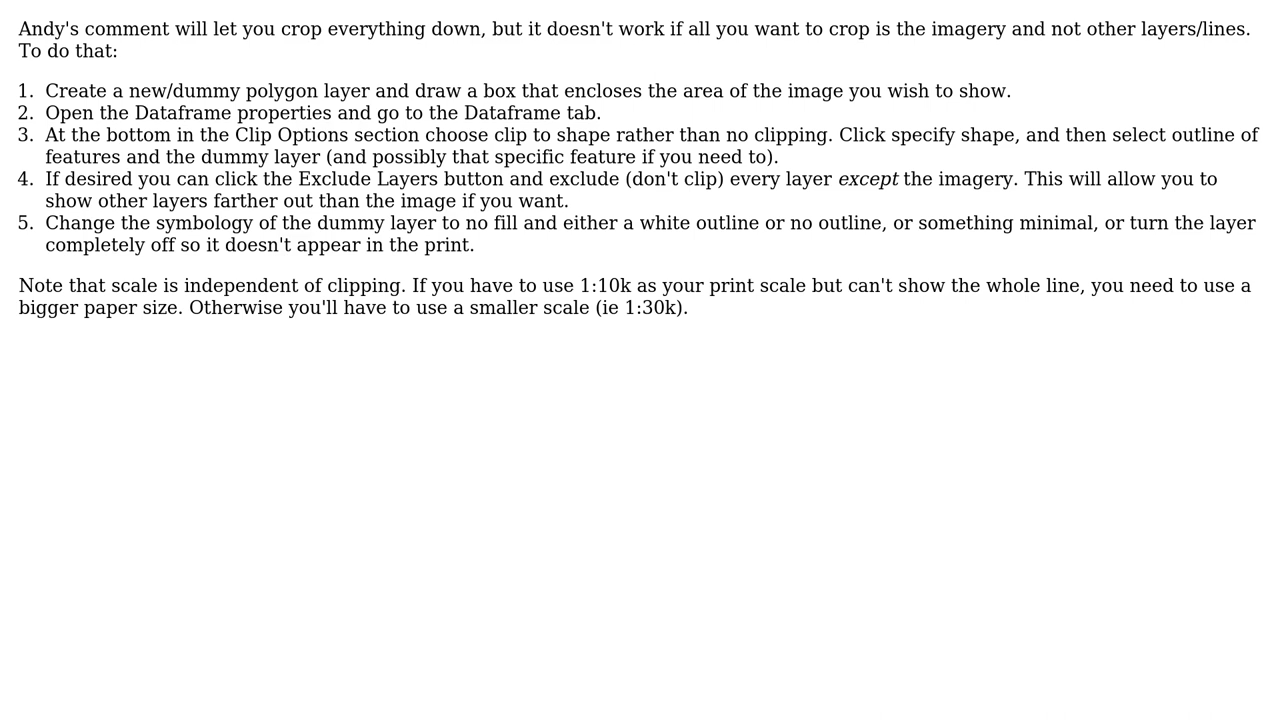 Andy's comment will let you crop everything down, but it doesn't work if all you want to crop is the imagery and not other layers/lines.
To do that:
1. Create a new/dummy polygon layer and draw a box that encloses the area of the image you wish to show.
2. Open the Dataframe properties and go to the Dataframe tab.
3. At the bottom in the Clip Options section choose clip to shape rather than no clipping. Click specify shape, and then select outline of
features and the dummy layer (and possibly that specific feature if you need to).
4. If desired you can click the Exclude Layers button and exclude (don't clip) every layer except the imagery. This will allow you to
show other layers farther out than the image if you want.
5. Change the symbology of the dummy layer to no fill and either a white outline or no outline, or something minimal, or turn the layer
completely off so it doesn't appear in the print.
Note that scale is independent of clipping. If you have to use 1:10k as your print scale but can't show the whole line, you need to use a
bigger paper size. Otherwise you'll have to use a smaller scale (ie 1:30k).